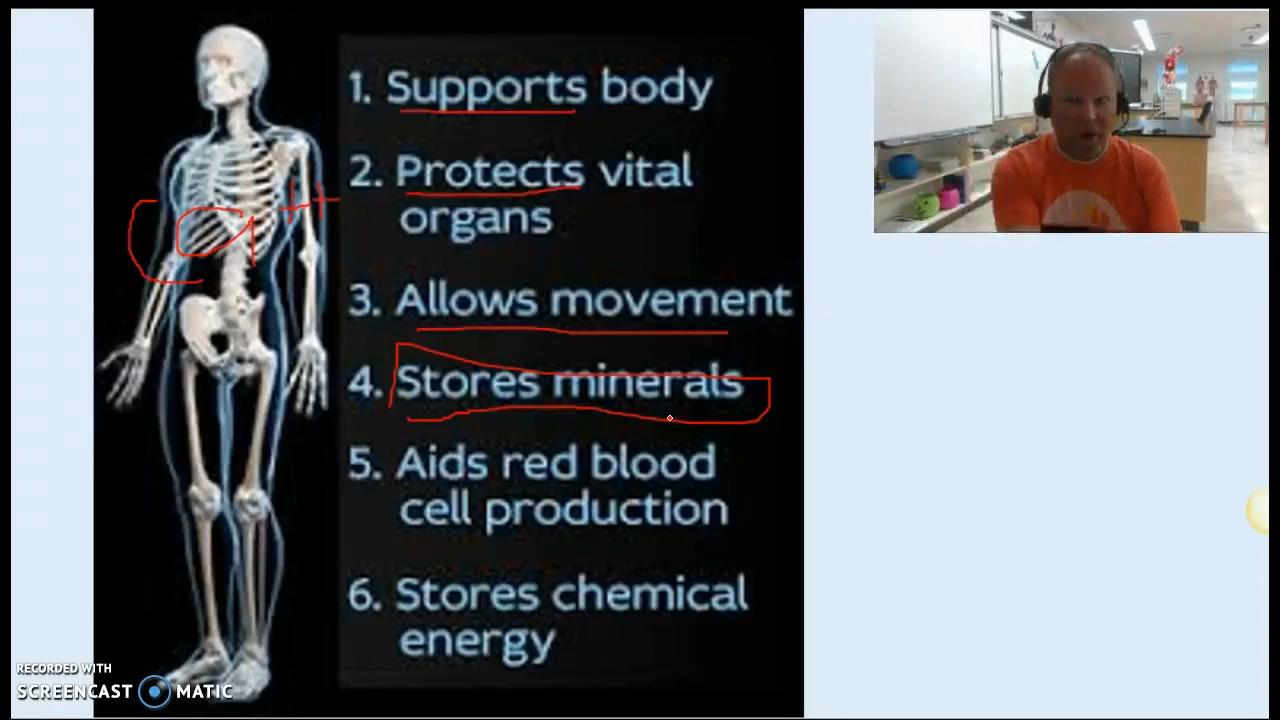 1. Supports body
2. Protects vital
organs
3. Allows movement
4. Stores minerals
5. Aids red blood
cell production
6. Stores chemical
energy
RECORDED WITH
SCREENCAST MATIC